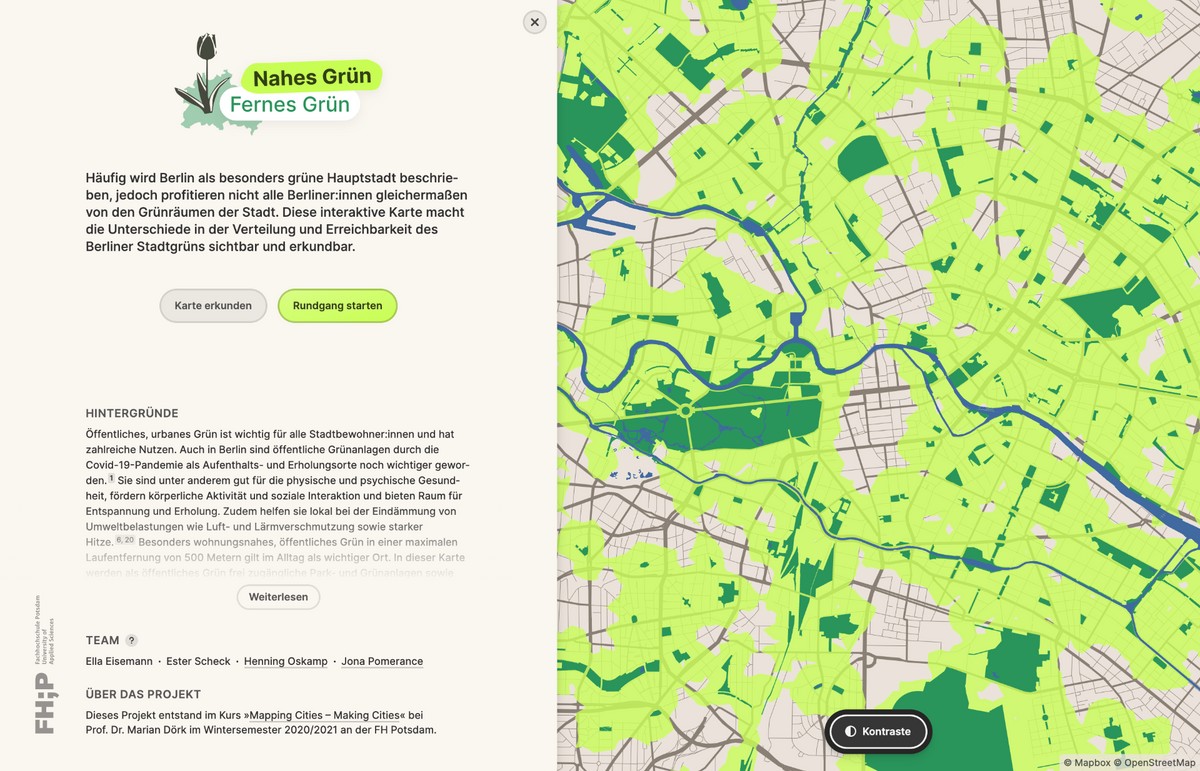 Nahes Grün
Fernes Grün
Häufig wird Berlin als besonders grüne Hauptstadt beschrie-
ben, jedoch profitieren nicht alle Berliner:innen gleichermaßen
von den Grünräumen der Stadt. Diese interaktive Karte macht
die Unterschiede in der Verteilung und Erreichbarkeit des
Berliner Stadtgrüns sichtbar und erkundbar.
Karte erkunden
Rundgang starten
HINTERGRÜNDE
Öffentliches, urbanes Grün ist wichtig für alle Stadtbewohner:innen und hat
zahlreiche Nutzen. Auch in Berlin sind öffentliche Grünanlagen durch die
Covid-19-Pandemie als Aufenthalts- und Erholungsorte noch wichtiger gewor-
den. 1 Sie sind unter anderem gut für die physische und psychische Gesund-
heit, fördern körperliche Aktivität und soziale Interaktion und bieten Raum für
Entspannung und Erholung. Zudem helfen sie lokal bei der Eindämmung von
Umweltbelastungen wie Luft- und Lärmverschmutzung sowie starker
Hitze. 6, 20 Besonders wohnungsnahes, öffentliches Grün in einer maximalen
Laufentfernung von 500 Metern gilt im Alltag als wichtiger Ort. In dieser Karte
werden als öffentliches Grün frei zugängliche Park- und Grünanlagen sowie
Weiterlesen
TEAM ?
Ella Eisemann · Ester Scheck · Henning Oskamp · Jona Pomerance
ÜBER DAS PROJEKT
Dieses Projekt entstand im Kurs »Mapping Cities – Making Cities« bei
Prof. Dr. Marian Dörk im Wintersemester 2020/2021 an der FH Potsdam.
FH;P
Fachhochschule Potsdam
University of
Applied Sciences
Kontraste
© Mapbox © OpenStreetMap